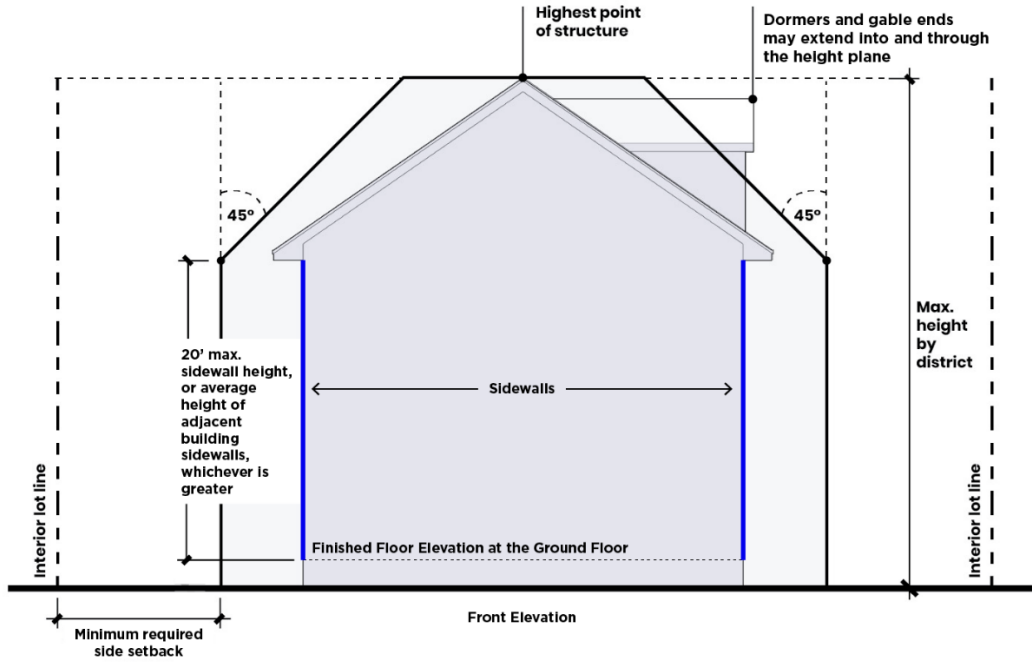 Highest point
of structure
Dormers and gable ends
may extend into and through
the height plane
45°
45°
Max.
height
by
district
20' max.
sidewall height,
or average
height of
adjacent
building
sidewalls,
whichever is
greater
Sidewalls
Interior lot line
Interior lot line
Finished Floor Elevation at the Ground Floor
Front Elevation
Minimum required
side setback